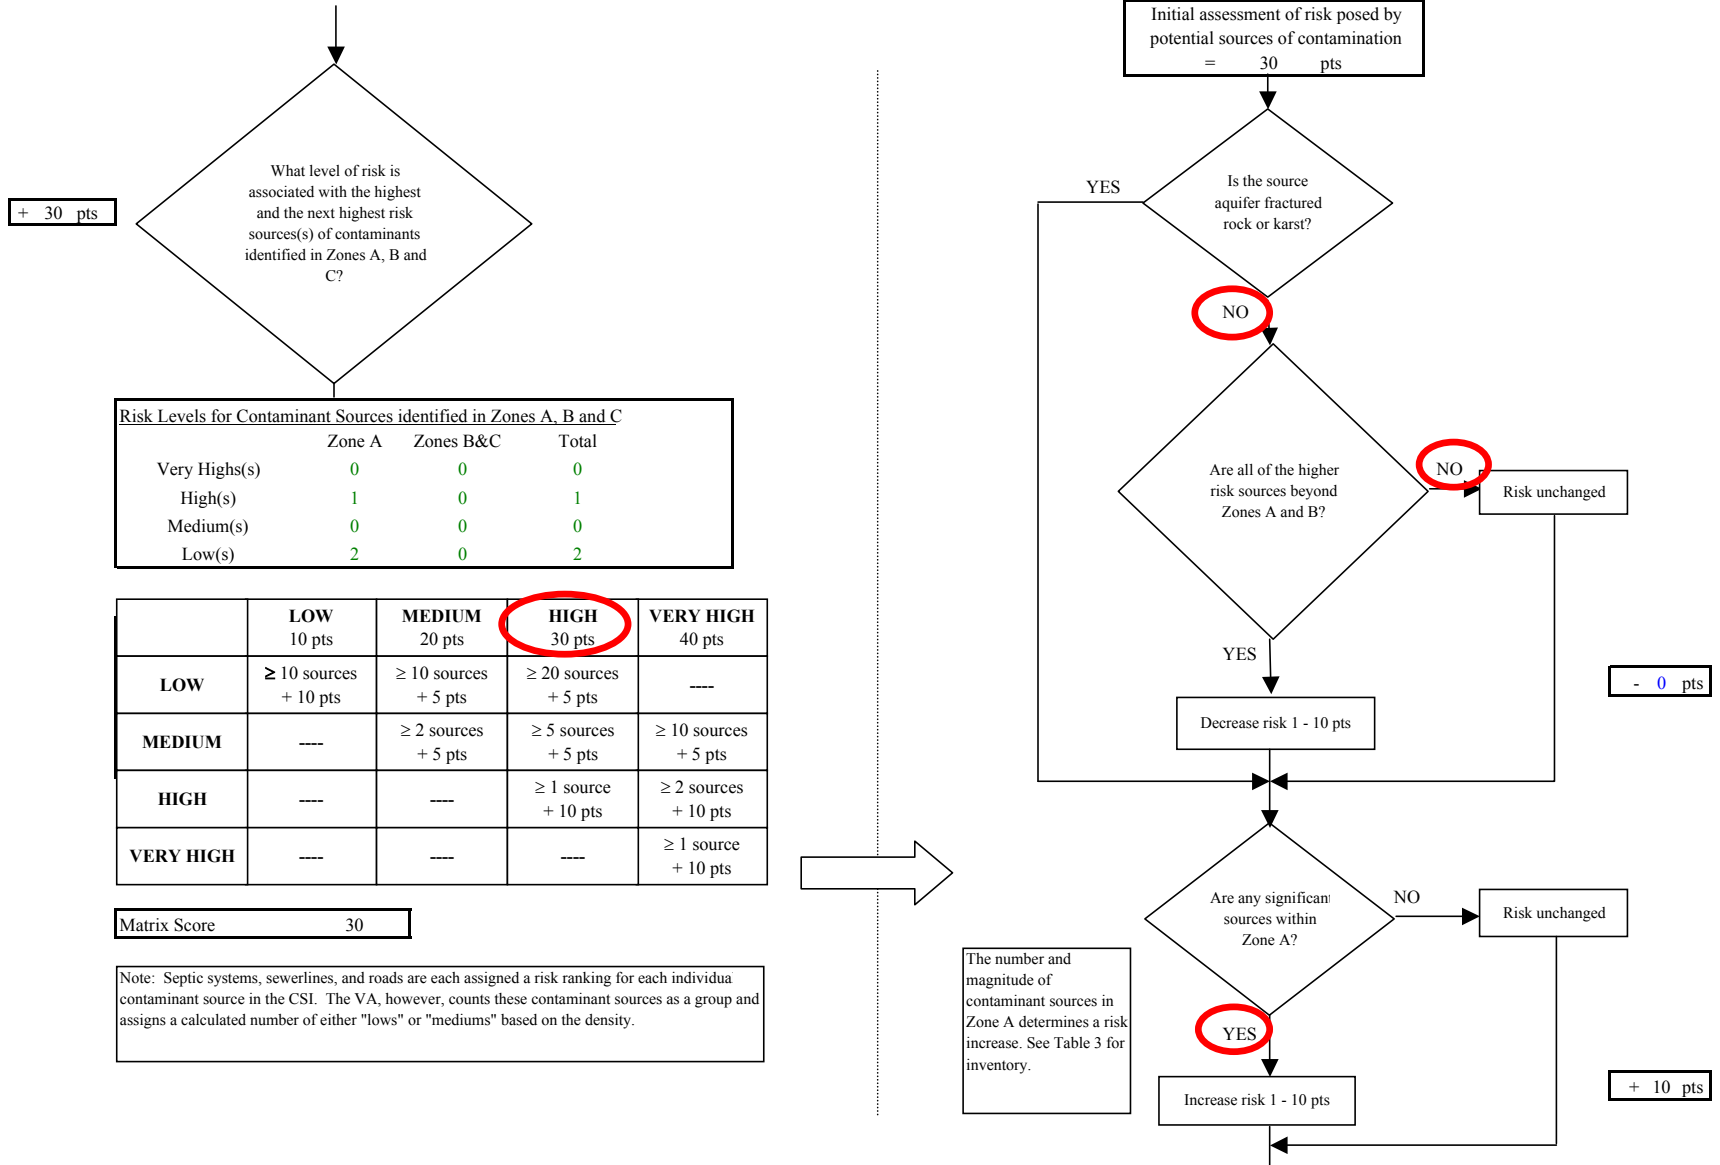 What level of risk is
associated with the highest
and the next highest risk
sources(s) of contaminants
identified in Zones A, B and
C?
+ 30 pts
Risk Levels for Contaminant Sources identified in Zones A, B and C
Zone A Zones B&C Total
Very Highs(s) 0 0 0
High(s) 1 0 1
Medium(s) 0 0 0
Low(s) 2 0 2
LOW MEDIUM HIGH VERY HIGH
10 pts 20 pts 30 pts 40 pts
LOW ≥ 10 sources + 10 pts ≥ 10 sources + 5 pts ≥ 20 sources + 5 pts ----
MEDIUM ---- ≥ 2 sources + 5 pts ≥ 5 sources + 5 pts ≥ 10 sources + 5 pts
HIGH ---- ---- ≥ 1 source + 10 pts ≥ 2 sources + 10 pts
VERY HIGH ---- ---- ---- ≥ 1 source + 10 pts
Matrix Score 30
Note: Septic systems, sewerlines, and roads are each assigned a risk ranking for each individua
contaminant source in the CSI. The VA, however, counts these contaminant sources as a group and
assigns a calculated number of either "lows" or "mediums" based on the density.
Initial assessment of risk posed by
potential sources of contamination
= 30 pts
Is the source
aquifer fractured
rock or karst?
YES
NO
Are all of the higher
risk sources beyond
Zones A and B?
NO
Risk unchanged
YES
Decrease risk 1 - 10 pts
- 0 pts
Are any significant
sources within
Zone A?
NO
Risk unchanged
The number and
magnitude of
contaminant sources in
Zone A determines a risk
increase. See Table 3 for
inventory.
YES
Increase risk 1 - 10 pts
+ 10 pts